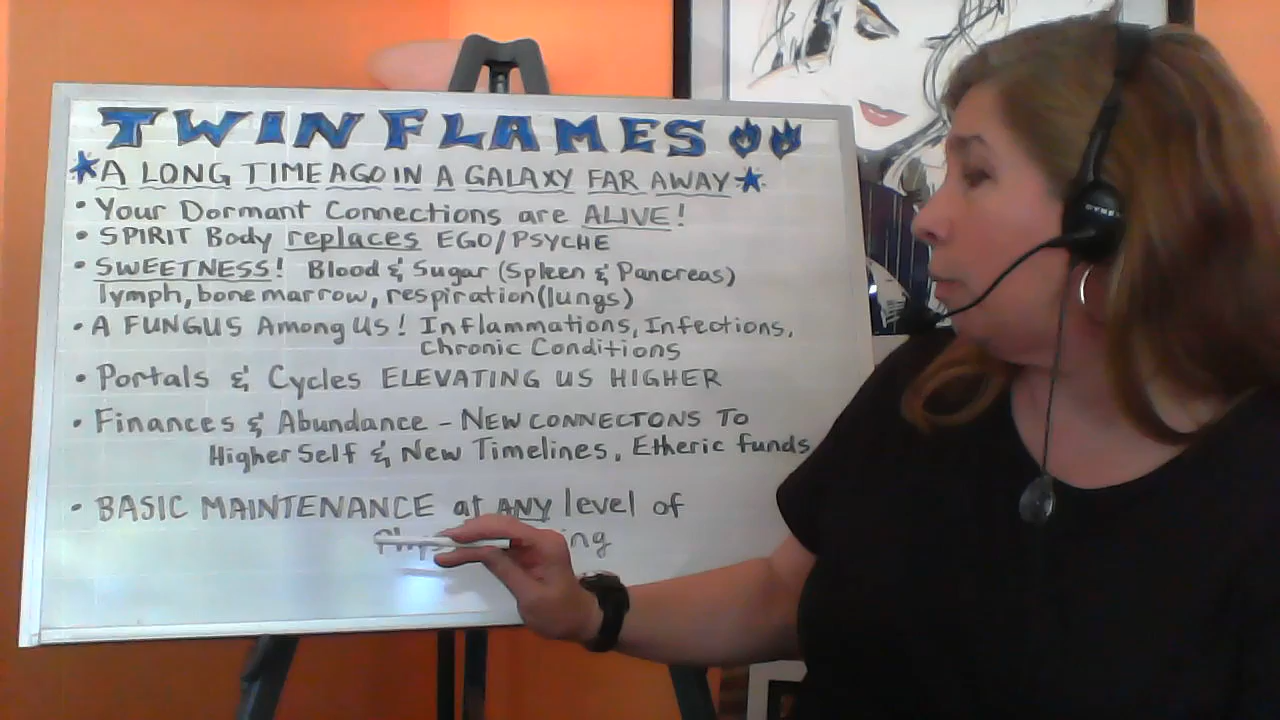 TWIN FLAMES
A LONG TIME AGO IN A GALAXY FAR AWAY
• Your Dormant Connections are ALIVE!
• SPIRIT Body replaces EGO/PSYCHE
• SWEETNESS! Blood & Sugar (Spleen & Pancreas)
lymph, bone marrow, respiration (lungs)
• A FUNGUS Among Us! Inflammations, Infections,
Chronic Conditions
• Portals & Cycles ELEVATING US HIGHER
• Finances & Abundance - NEW CONNECTONS TO
Higher Self & New Timelines, Etheric funds
• BASIC MAINTENANCE at ANY level of